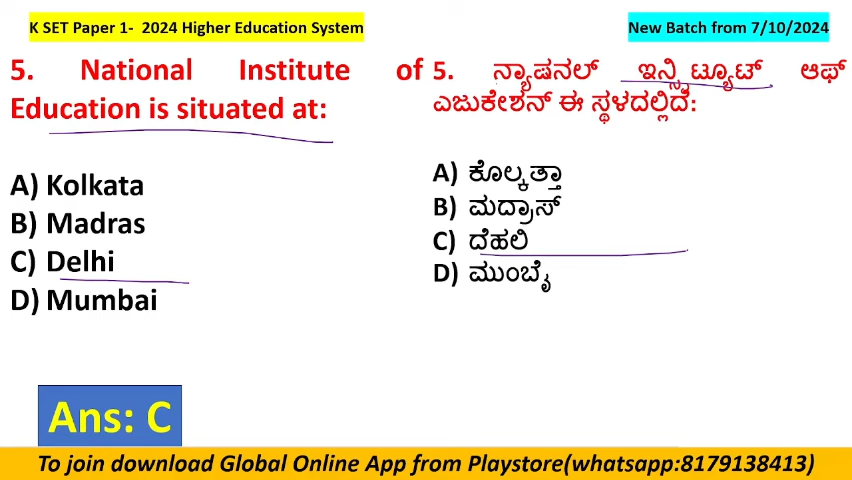 K SET Paper 1-  2024 Higher Education System
New Batch from 7/10/2024
5. National Institute of
Education is situated at:
A) Kolkata
B) Madras
C) Delhi
D) Mumbai
5. ನ್ಯಾಷನಲ್ ಇನ್ಸ್ಟಿಟ್ಯೂಟ್ ಆಫ್
ಎಜುಕೇಶನ್ ಈ ಸ್ಥಳದಲ್ಲಿದೆ:
A) ಕೊಲ್ಕತ್ತಾ
B) ಮದ್ರಾಸ್
C) ದೆಹಲಿ
D) ಮುಂಬೈ
Ans: C
To join download Global Online App from Playstore(whatsapp:8179138413)